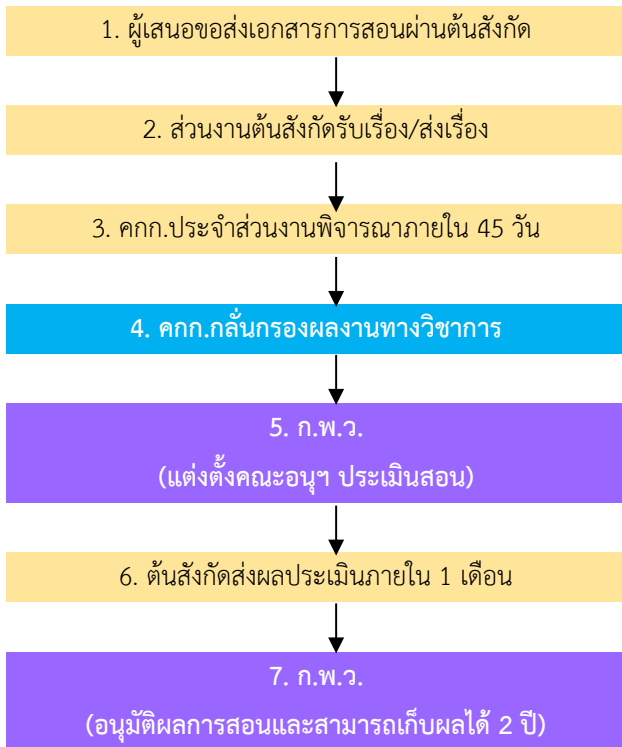 1. ผู้เสนอขอส่งเอกสารการสอนผ่านต้นสังกัด
2. ส่วนงานต้นสังกัดรับเรื่อง/ส่งเรื่อง
3. คกก.ประจำส่วนงานพิจารณาภายใน 45 วัน
4. คกก.กลั่นกรองผลงานทางวิชาการ
5. ก.พ.ว.
(แต่งตั้งคณะอนุฯ ประเมินสอน)
6. ต้นสังกัดส่งผลประเมินภายใน 1 เดือน
7. ก.พ.ว.
(อนุมัติผลการสอนและสามารถเก็บผลได้ 2 ปี)